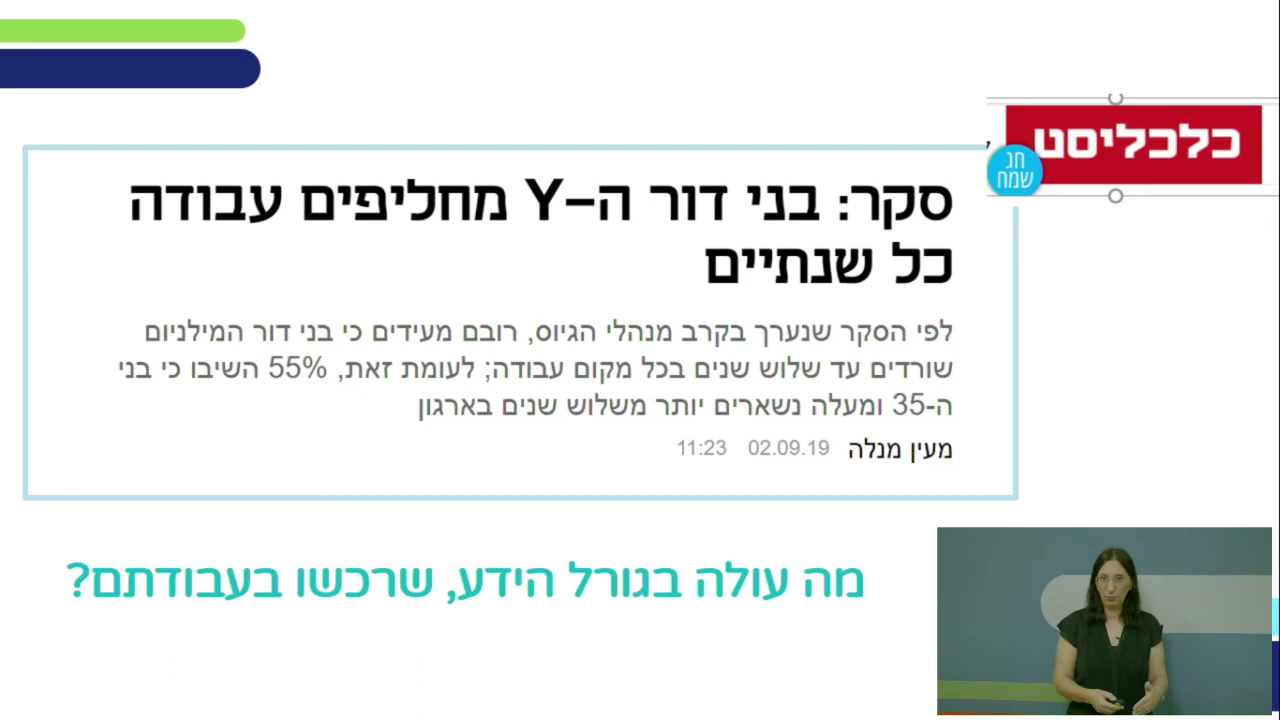 כלכליסט
חג
שמח
סקר: בני דור ה-Y מחליפים עבודה
כל שנתיים
לפי הסקר שנערך בקרב מנהלי הגיוס, רובם מעידים כי בני דור המילניום
שורדים עד שלוש שנים בכל מקום עבודה; לעומת זאת, 55% השיבו כי בני
ה-35 ומעלה נשארים יותר משלוש שנים בארגון
מעין מנלה 02.09.19 11:23
מה עולה בגורל הידע, שרכשו בעבודתם?